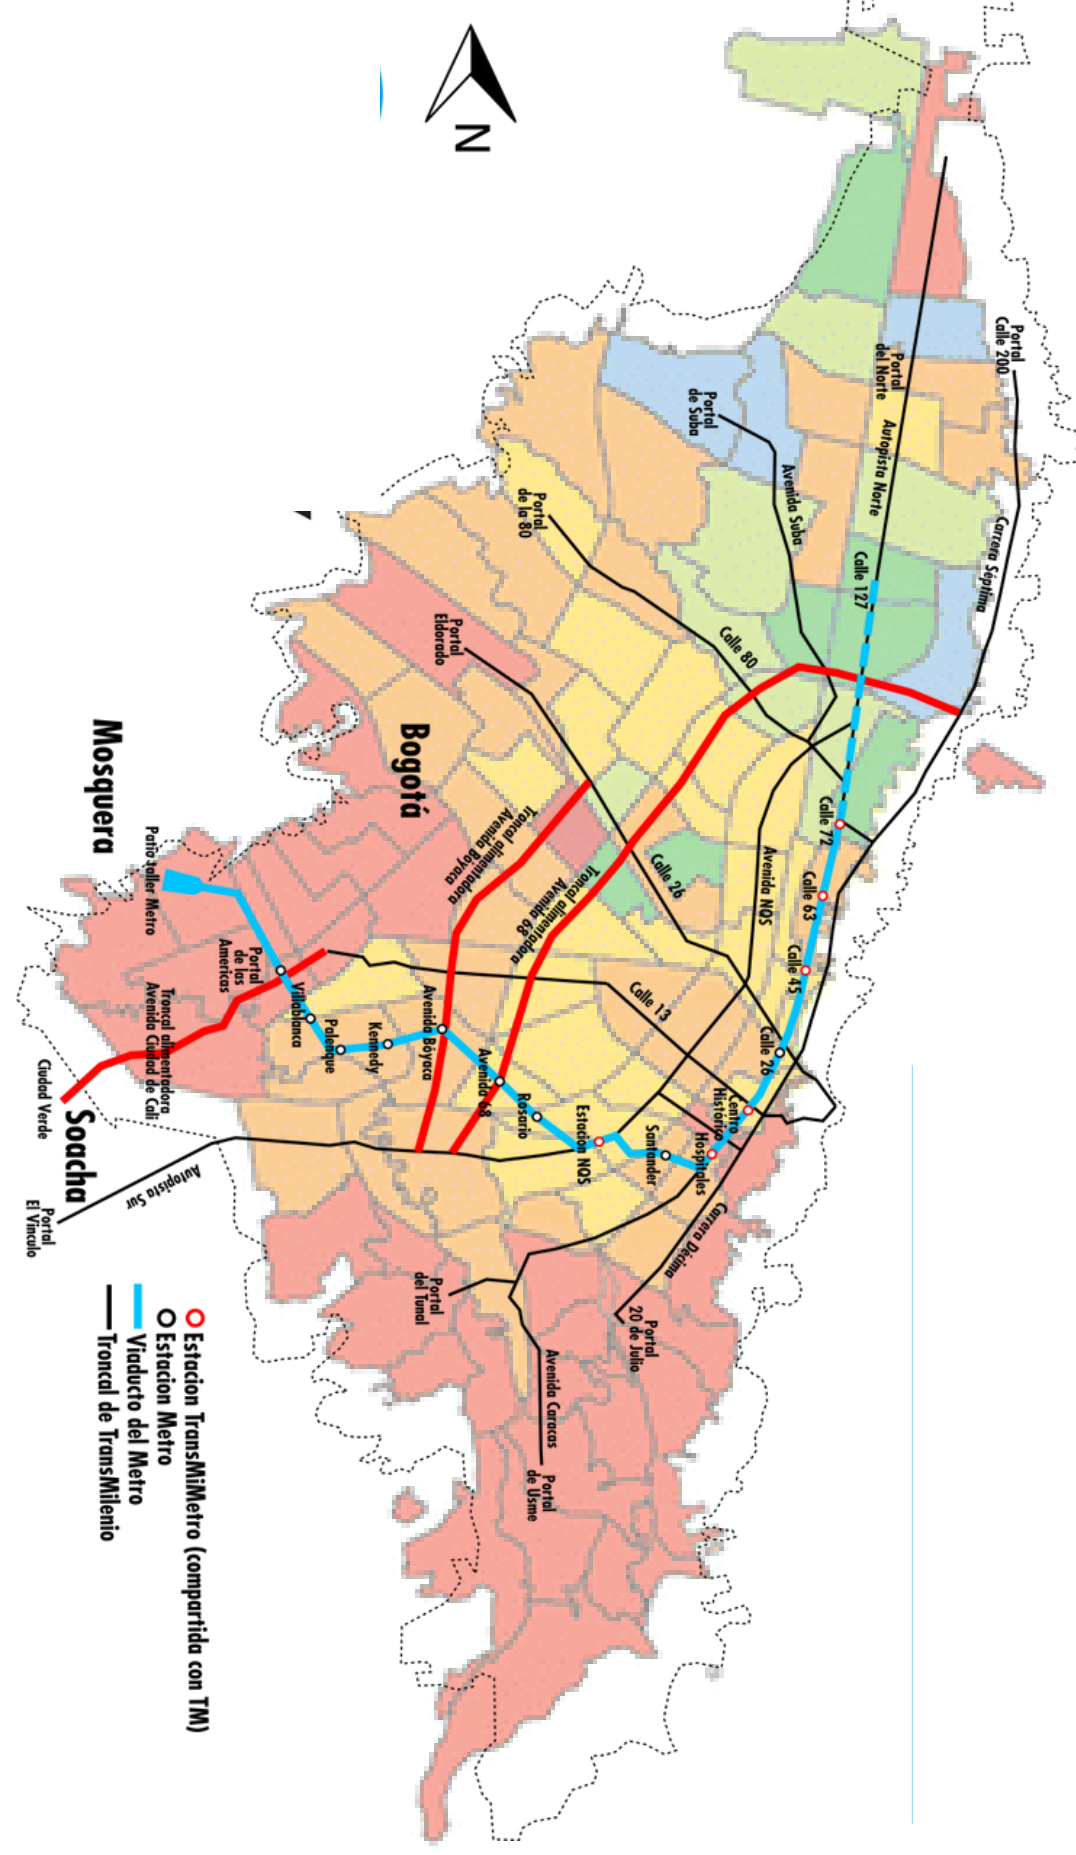 N
Portal
Calle 200
Portal
del Norte
Autopista Norte
Carrera Séptima
Portal
de Suba
Avenida Suba
Portal
de la 80
Calle 127
Calle 80
Portal
Eldorado
Bogotá
Mosquera
Calle 72
Calle 63
Avenida NQS
Calle 26
Calle 45
Troncal alimentadora
Avenida Boyaca
Troncal alimentadora
Avenida 68
Patio Taller Metro
Portal
de las
Americas
Villablanca
Palenque
Kennedy
Avenida Boyaca
Avenida 68
Rosario
Estacion NQS
Santander
Hospitales
Centro
Histórico
Calle 26
Calle 13
Troncal alimentadora
Avenida Ciudad de Cali
Ciudad Verde
Soacha
Autopista Sur
Portal
El Vinculo
Carrera Decima
Portal
del Tunal
Portal
20 de Julio
Avenida Caracas
Portal
de Usme
Estacion TransMiMetro (compartida con TM)
Estacion Metro
Viaducto del Metro
Troncal de TransMilenio